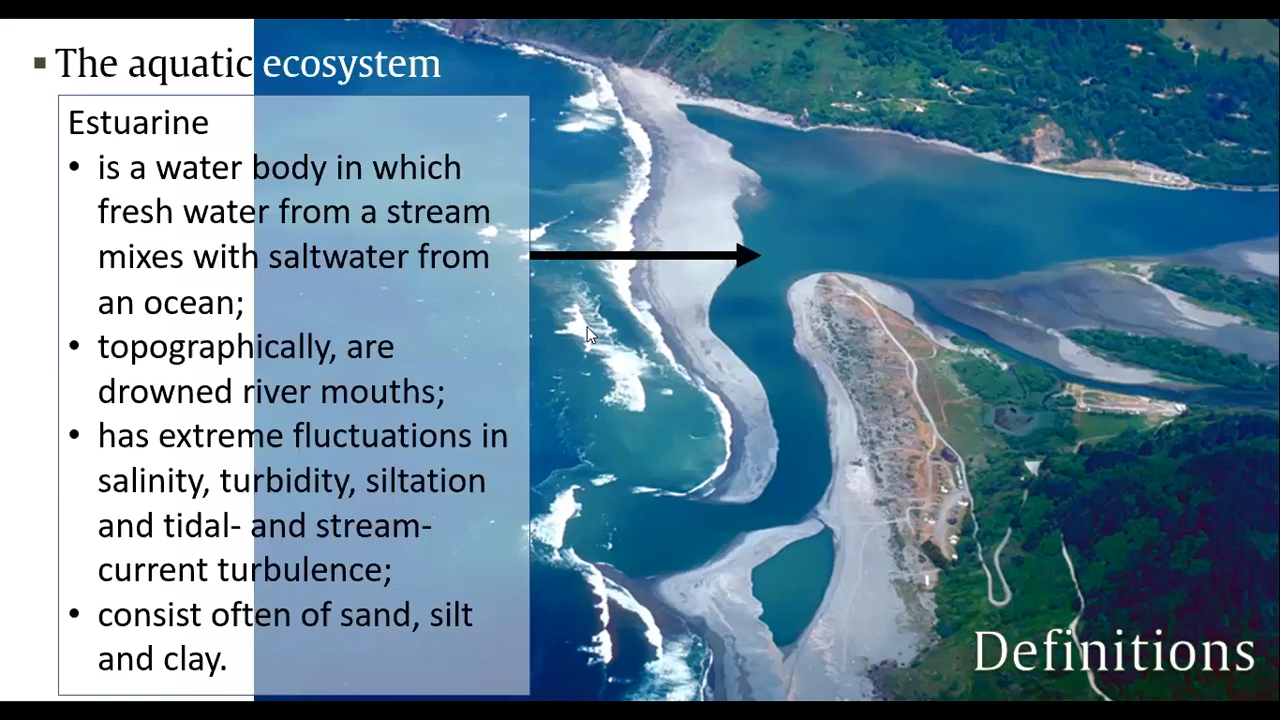 ▪ The aquatic ecosystem
Estuarine
• is a water body in which
fresh water from a stream
mixes with saltwater from
an ocean;
• topographically, are
drowned river mouths;
• has extreme fluctuations in
salinity, turbidity, siltation
and tidal- and stream-
current turbulence;
• consist often of sand, silt
and clay.
Definitions